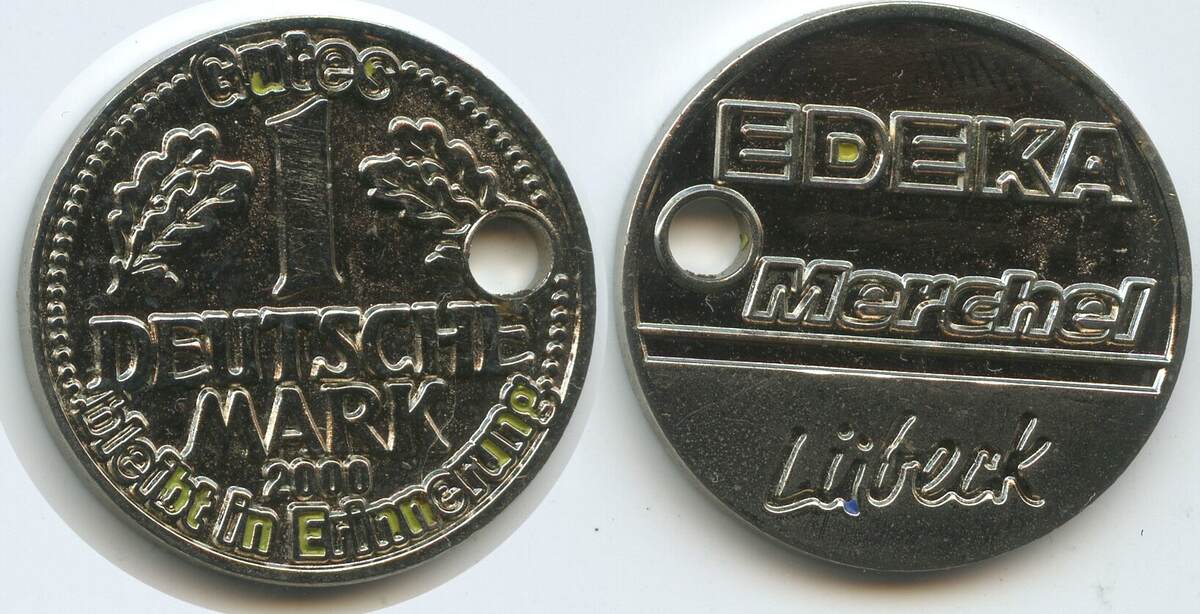 Gutes
1
DEUTSCHE
MARK
2000
bleibt in Erinnerung
EDEKA
Merchel
Lübeck